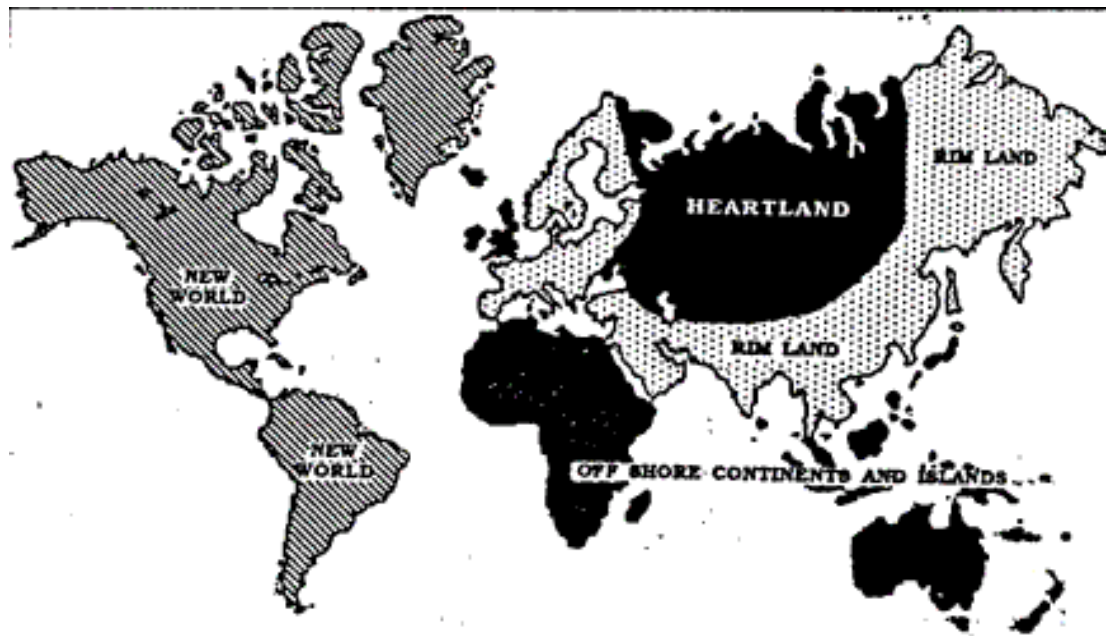 RIM LAND
HEARTLAND
NEW
WORLD
RIM LAND
NEW
WORLD
OFF SHORE CONTINENTS AND ISLANDS